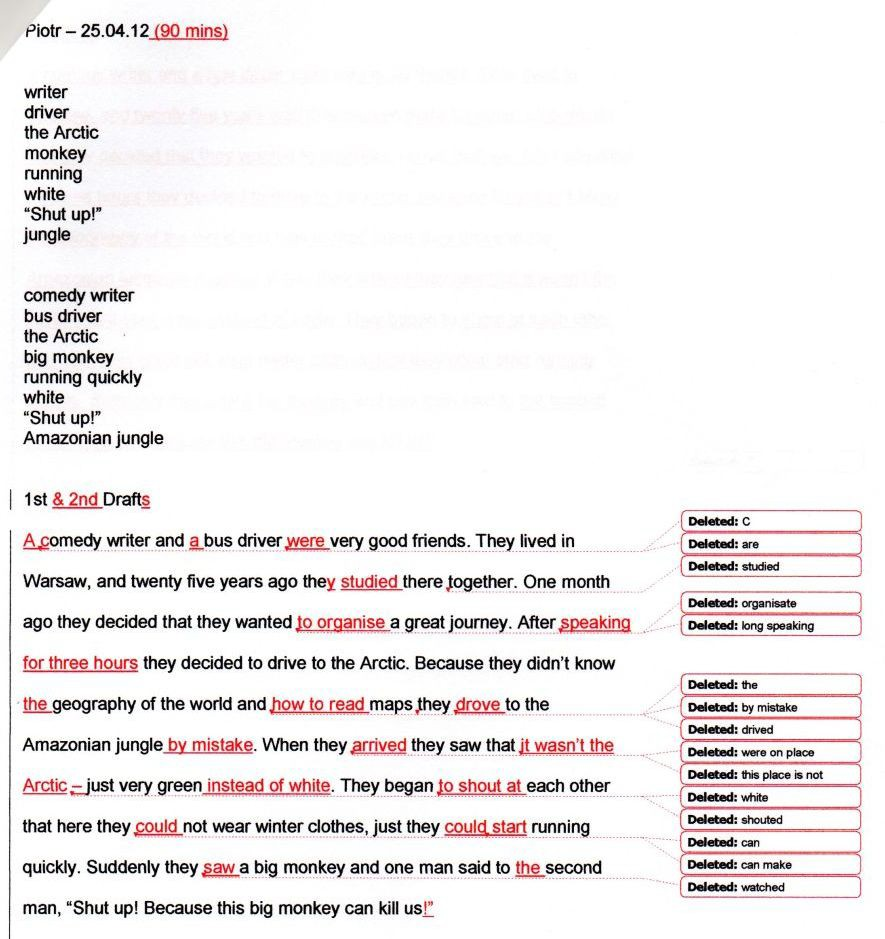 Piotr – 25.04.12 (90 mins)
writer
driver
the Arctic
monkey
running
white
“Shut up!”
jungle
comedy writer
bus driver
the Arctic
big monkey
running quickly
white
“Shut up!”
Amazonian jungle
1st & 2nd Drafts
A comedy writer and a bus driver were very good friends. They lived in
Warsaw, and twenty five years ago they studied there together. One month
ago they decided that they wanted to organise a great journey. After speaking
for three hours they decided to drive to the Arctic. Because they didn’t know
the geography of the world and how to read maps they drove to the
Amazonian jungle by mistake. When they arrived they saw that it wasn’t the
Arctic – just very green instead of white. They began to shout at each other
that here they could not wear winter clothes, just they could start running
quickly. Suddenly they saw a big monkey and one man said to the second
man, “Shut up! Because this big monkey can kill us!”
Deleted: C
Deleted: are
Deleted: studied
Deleted: organisate
Deleted: long speaking
Deleted: the
Deleted: by mistake
Deleted: drived
Deleted: were on place
Deleted: this place is not
Deleted: white
Deleted: shouted
Deleted: can
Deleted: can make
Deleted: watched